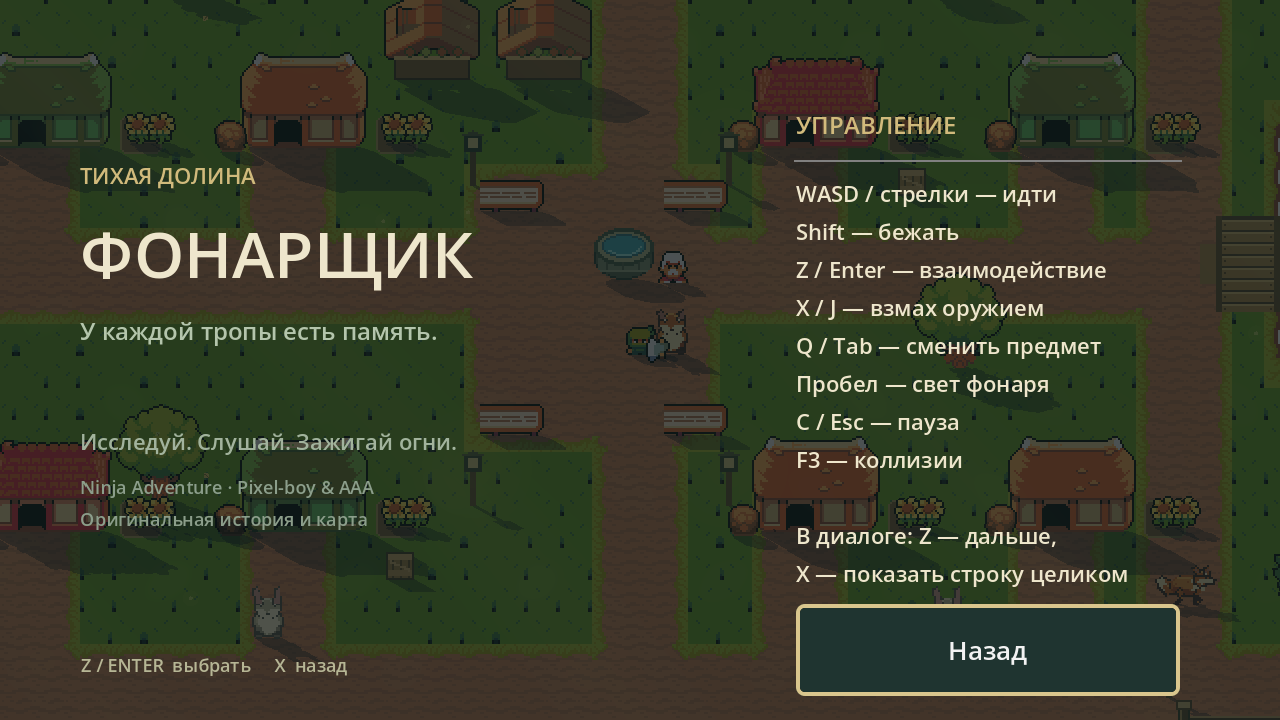 ТИХАЯ ДОЛИНА
ФОНАРЩИК
У каждой тропы есть память.
Исследуй. Слушай. Зажигай огни.
Ninja Adventure · Pixel-boy & AAA
Оригинальная история и карта
Z / ENTER выбрать X назад
УПРАВЛЕНИЕ
WASD / стрелки — идти
Shift — бежать
Z / Enter — взаимодействие
X / J — взмах оружием
Q / Tab — сменить предмет
Пробел — свет фонаря
C / Esc — пауза
F3 — коллизии
В диалоге: Z — дальше,
X — показать строку целиком
Назад